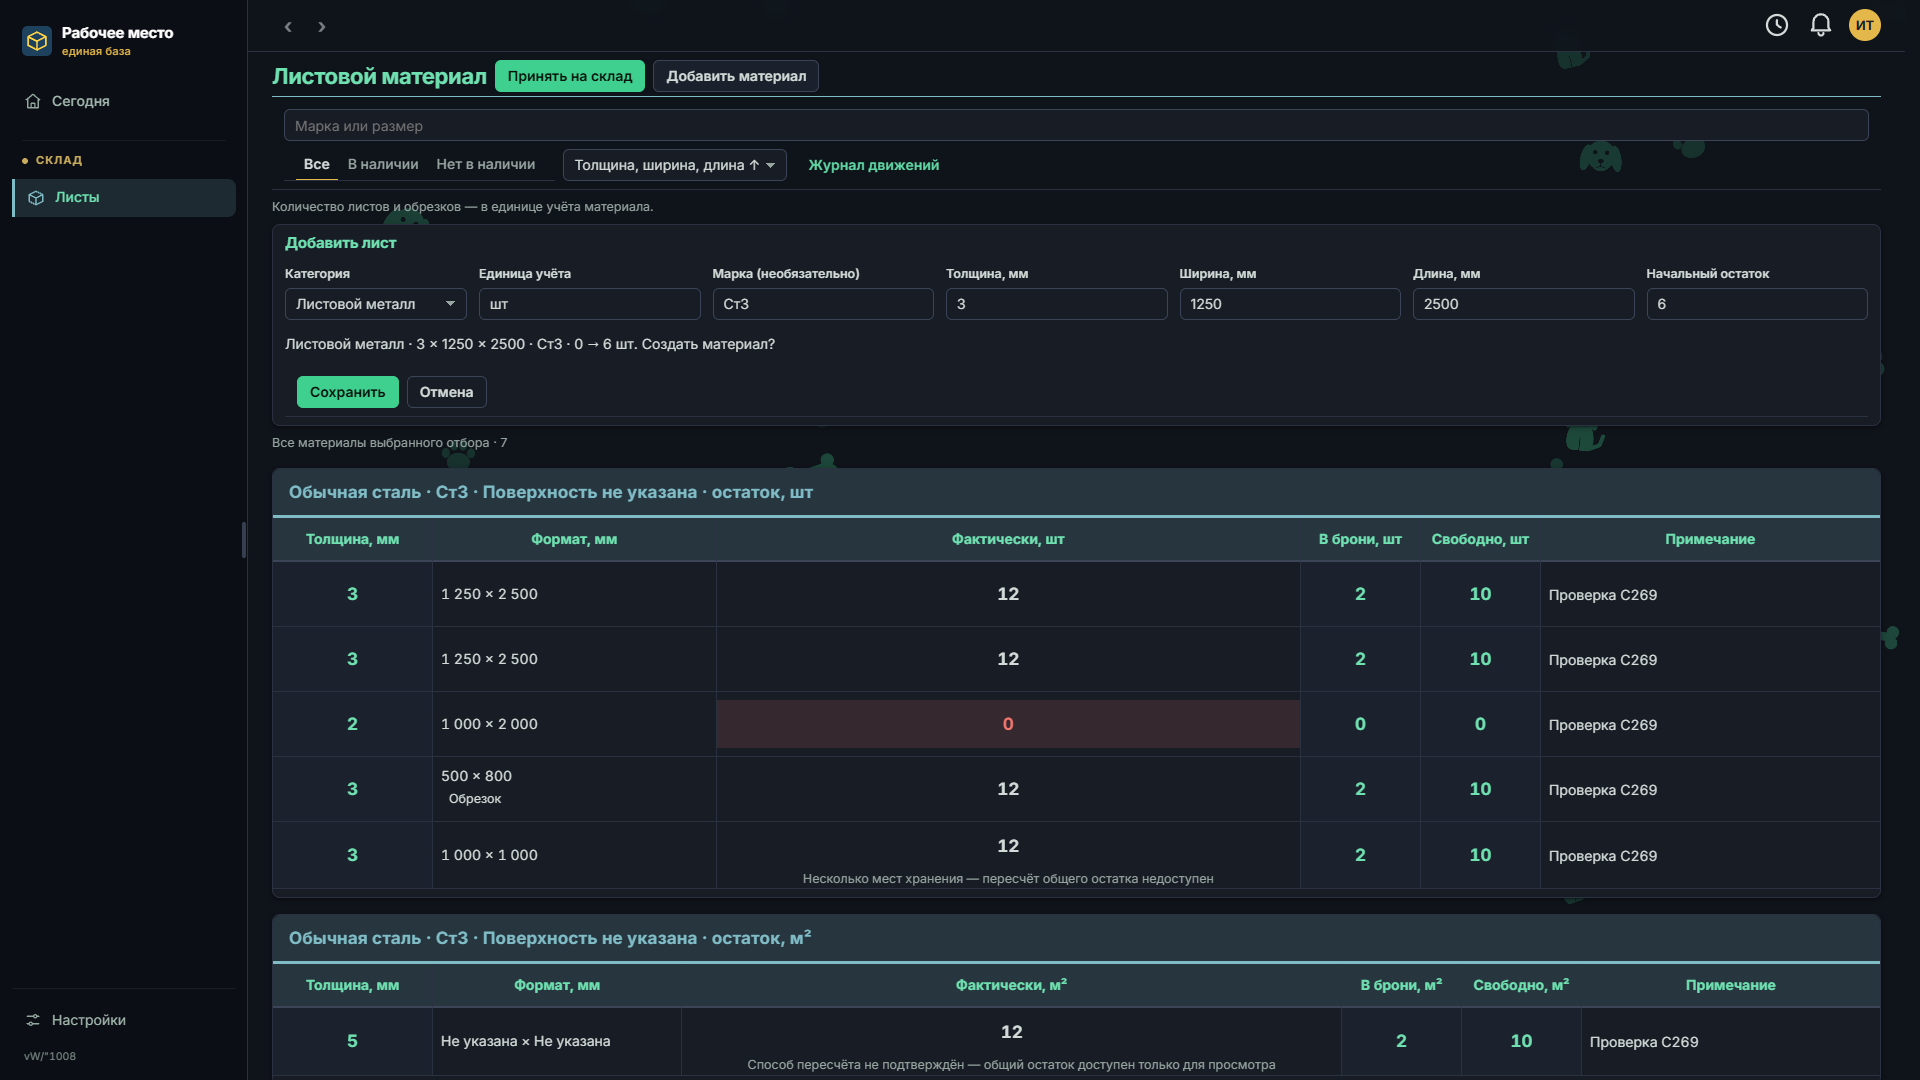 Рабочее место
единая база
ИТ
Сегодня
СКЛАД
Листы
Листовой материал
Принять на склад
Добавить материал
Марка или размер
Все
В наличии
Нет в наличии
Толщина, ширина, длина ↑
Журнал движений
Количество листов и обрезков — в единице учёта материала.
Добавить лист
Категория Единица учёта Марка (необязательно) Толщина, мм Ширина, мм Длина, мм Начальный остаток
Листовой металл шт Ст3 3 1250 2500 6
Листовой металл · 3 × 1250 × 2500 · Ст3 · 0 → 6 шт. Создать материал?
Сохранить Отмена
Все материалы выбранного отбора · 7
Обычная сталь · Ст3 · Поверхность не указана · остаток, шт
Толщина, мм Формат, мм Фактически, шт В брони, шт Свободно, шт Примечание
3 1 250 × 2 500 12 2 10 Проверка С269
3 1 250 × 2 500 12 2 10 Проверка С269
2 1 000 × 2 000 0 0 0 Проверка С269
3 500 × 800 12 2 10 Проверка С269
Обрезок
3 1 000 × 1 000 12 2 10 Проверка С269
Несколько мест хранения — пересчёт общего остатка недоступен
Обычная сталь · Ст3 · Поверхность не указана · остаток, м²
Толщина, мм Формат, мм Фактически, м² В брони, м² Свободно, м² Примечание
5 Не указана × Не указана 12 2 10 Проверка С269
Способ пересчёта не подтверждён — общий остаток доступен только для просмотра
Настройки
vW/"1008